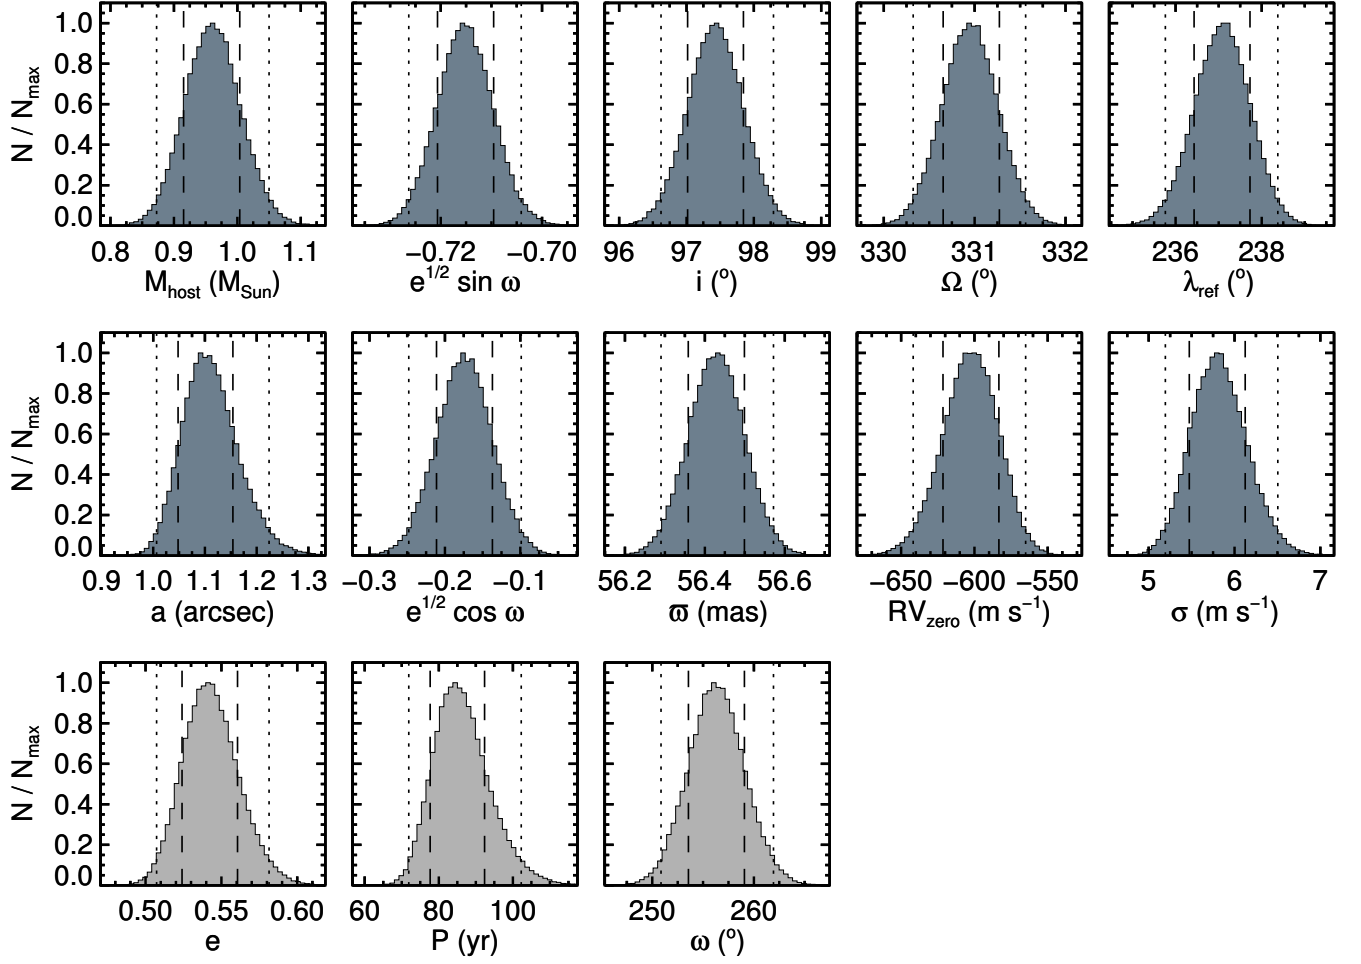 N / N_max
1.0
0.8
0.6
0.4
0.2
0.0
0.8 0.9 1.0 1.1
M_host (M_Sun)
−0.72 −0.70
e^1/2 sin ω
96 97 98 99
i (°)
330 331 332
Ω (°)
236 238
λ_ref (°)
N / N_max
1.0
0.8
0.6
0.4
0.2
0.0
0.9 1.0 1.1 1.2 1.3
a (arcsec)
−0.3 −0.2 −0.1
e^1/2 cos ω
56.2 56.4 56.6
ϖ (mas)
−650 −600 −550
RV_zero (m s^−1)
5 6 7
σ (m s^−1)
N / N_max
1.0
0.8
0.6
0.4
0.2
0.0
0.50 0.55 0.60
e
60 80 100
P (yr)
250 260
ω (°)